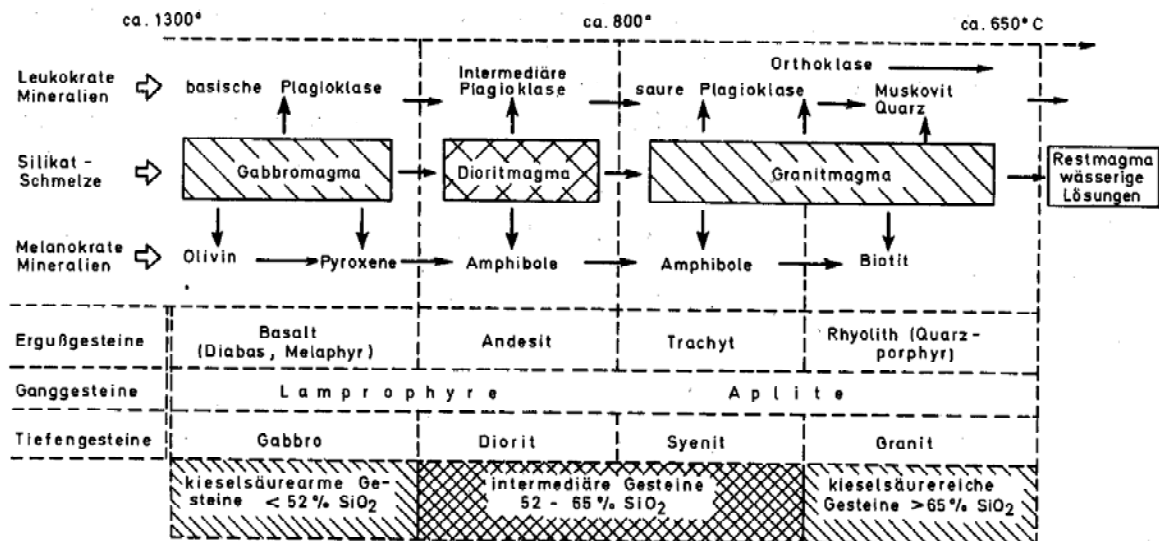 ca. 1300° ca. 800° ca. 650° C
Orthoklase
Leukokrate
Mineralien
basische Plagioklase
Intermediäre
Plagioklase
saure Plagioklase
Muskovit
Quarz
Silikat -
Schmelze
Gabbromagma
Dioritmagma
Granitmagma
Restmagma
wässerige
Lösungen
Melanokrate
Mineralien
Olivin
Pyroxene
Amphibole
Amphibole
Biotit
Ergußgesteine
Basalt
(Diabas, Melaphyr)
Andesit
Trachyt
Rhyolith (Quarz-
porphyr)
Ganggesteine
Lamprophyre
Aplite
Tiefengesteine
Gabbro
Diorit
Syenit
Granit
kieselsäurearme Ge-
steine < 52 % SiO₂
intermediäre Gesteine
52 - 65 % SiO₂
kieselsäurereiche
Gesteine > 65 % SiO₂